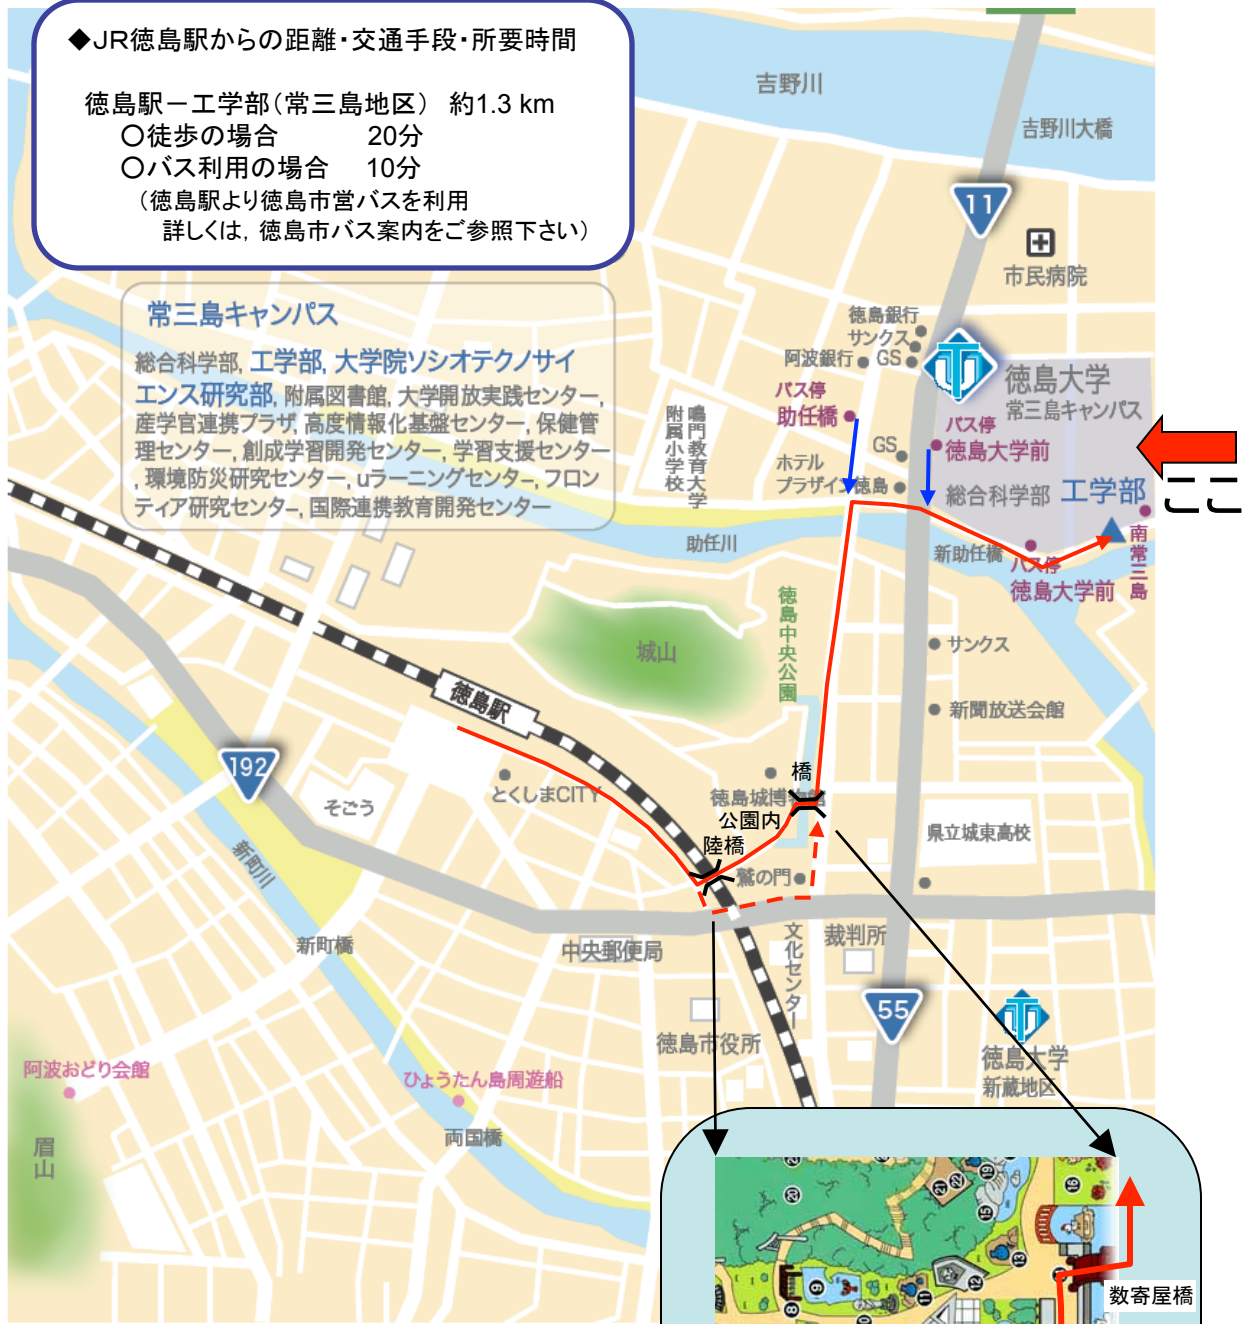 ◆JR徳島駅からの距離・交通手段・所要時間
徳島駅－工学部(常三島地区) 約1.3 km
○徒歩の場合 20分
○バス利用の場合 10分
(徳島駅より徳島市営バスを利用
詳しくは, 徳島市バス案内をご参照下さい)
吉野川
吉野川大橋
11
市民病院
常三島キャンパス
総合科学部, 工学部, 大学院ソシオテクノサイ
エンス研究部, 附属図書館, 大学開放実践センター,
産学官連携プラザ, 高度情報化基盤センター, 保健管
理センター, 創成学習開発センター, 学習支援センター
, 環境防災研究センター, uラーニングセンター, フロン
ティア研究センター, 国際連携教育開発センター
徳島銀行
サンクス
阿波銀行
GS
バス停
助任橋
鳴門教育大学
附属小学校
徳島大学
常三島キャンパス
バス停
徳島大学前
GS
ホテル
プラザイン徳島
総合科学部
工学部
ここ
南常三島
助任川
新助任橋
バス停
徳島大学前
徳島中央公園
城山
サンクス
新聞放送会館
徳島駅
192
とくしまCITY
そごう
橋
徳島城博物館
公園内
陸橋
県立城東高校
鷲の門
新町川
新町橋
中央郵便局
文化センター
裁判所
55
徳島市役所
徳島大学
新蔵地区
阿波おどり会館
ひょうたん島周遊船
両国橋
眉山
20
21
22
19
15
16
13
12
11
9
8
数寄屋橋